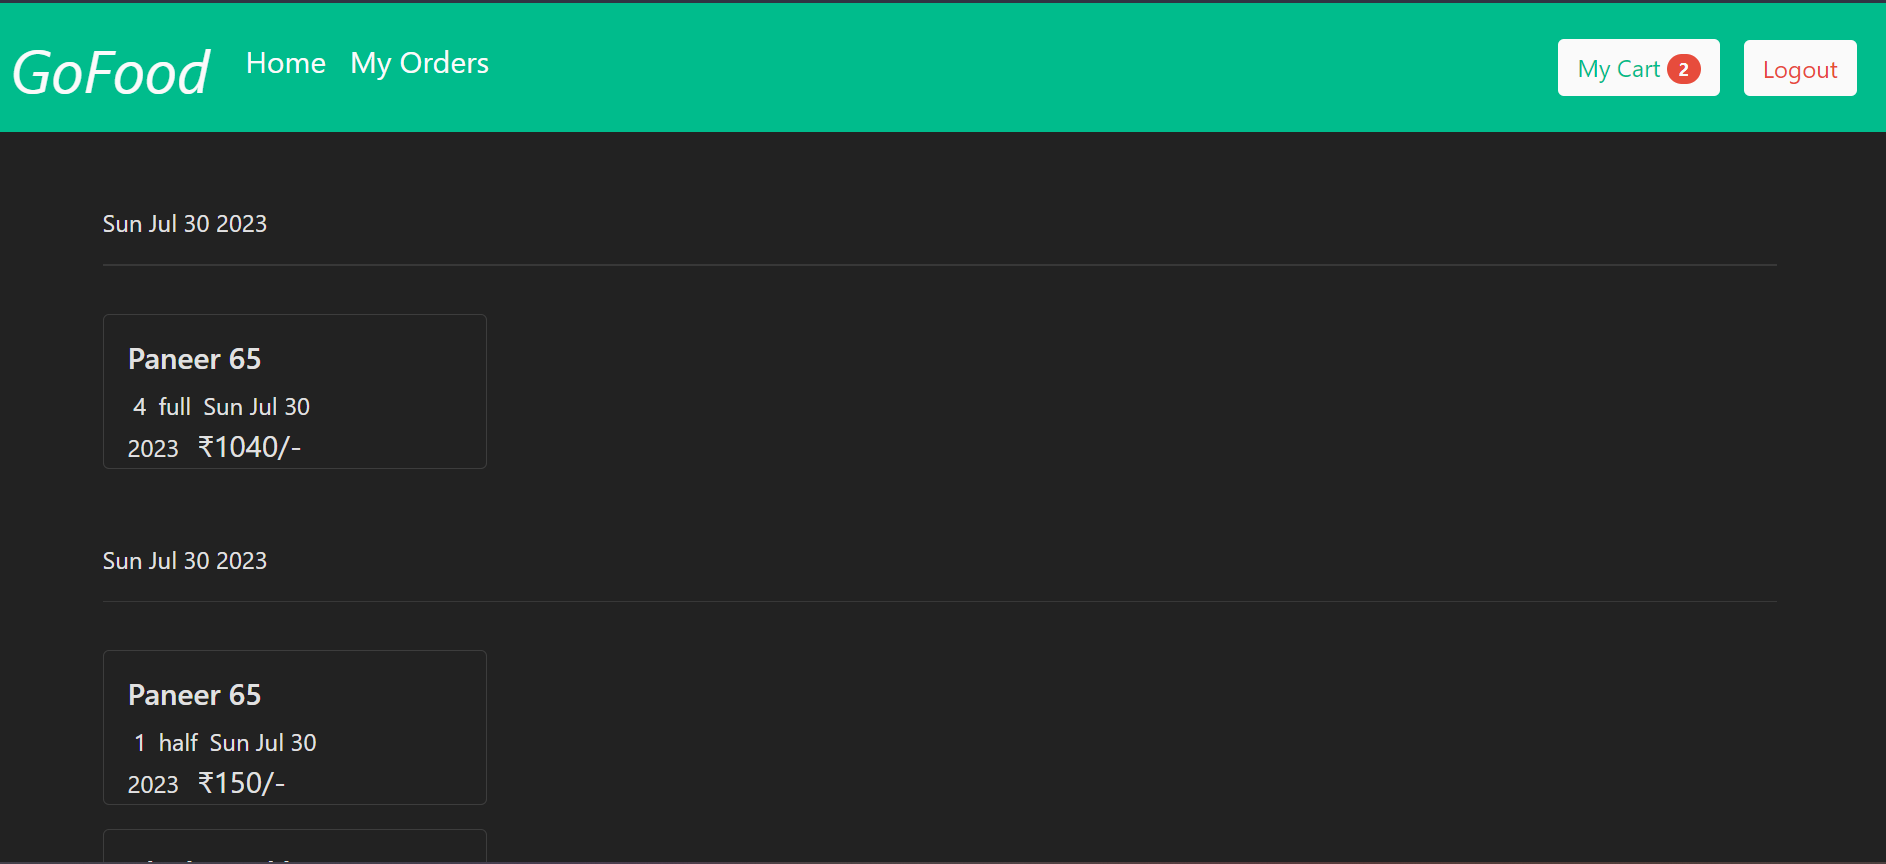 GoFood Home My Orders My Cart 2 Logout
Sun Jul 30 2023
Paneer 65
4 full Sun Jul 30
2023 ₹1040/-
Sun Jul 30 2023
Paneer 65
1 half Sun Jul 30
2023 ₹150/-